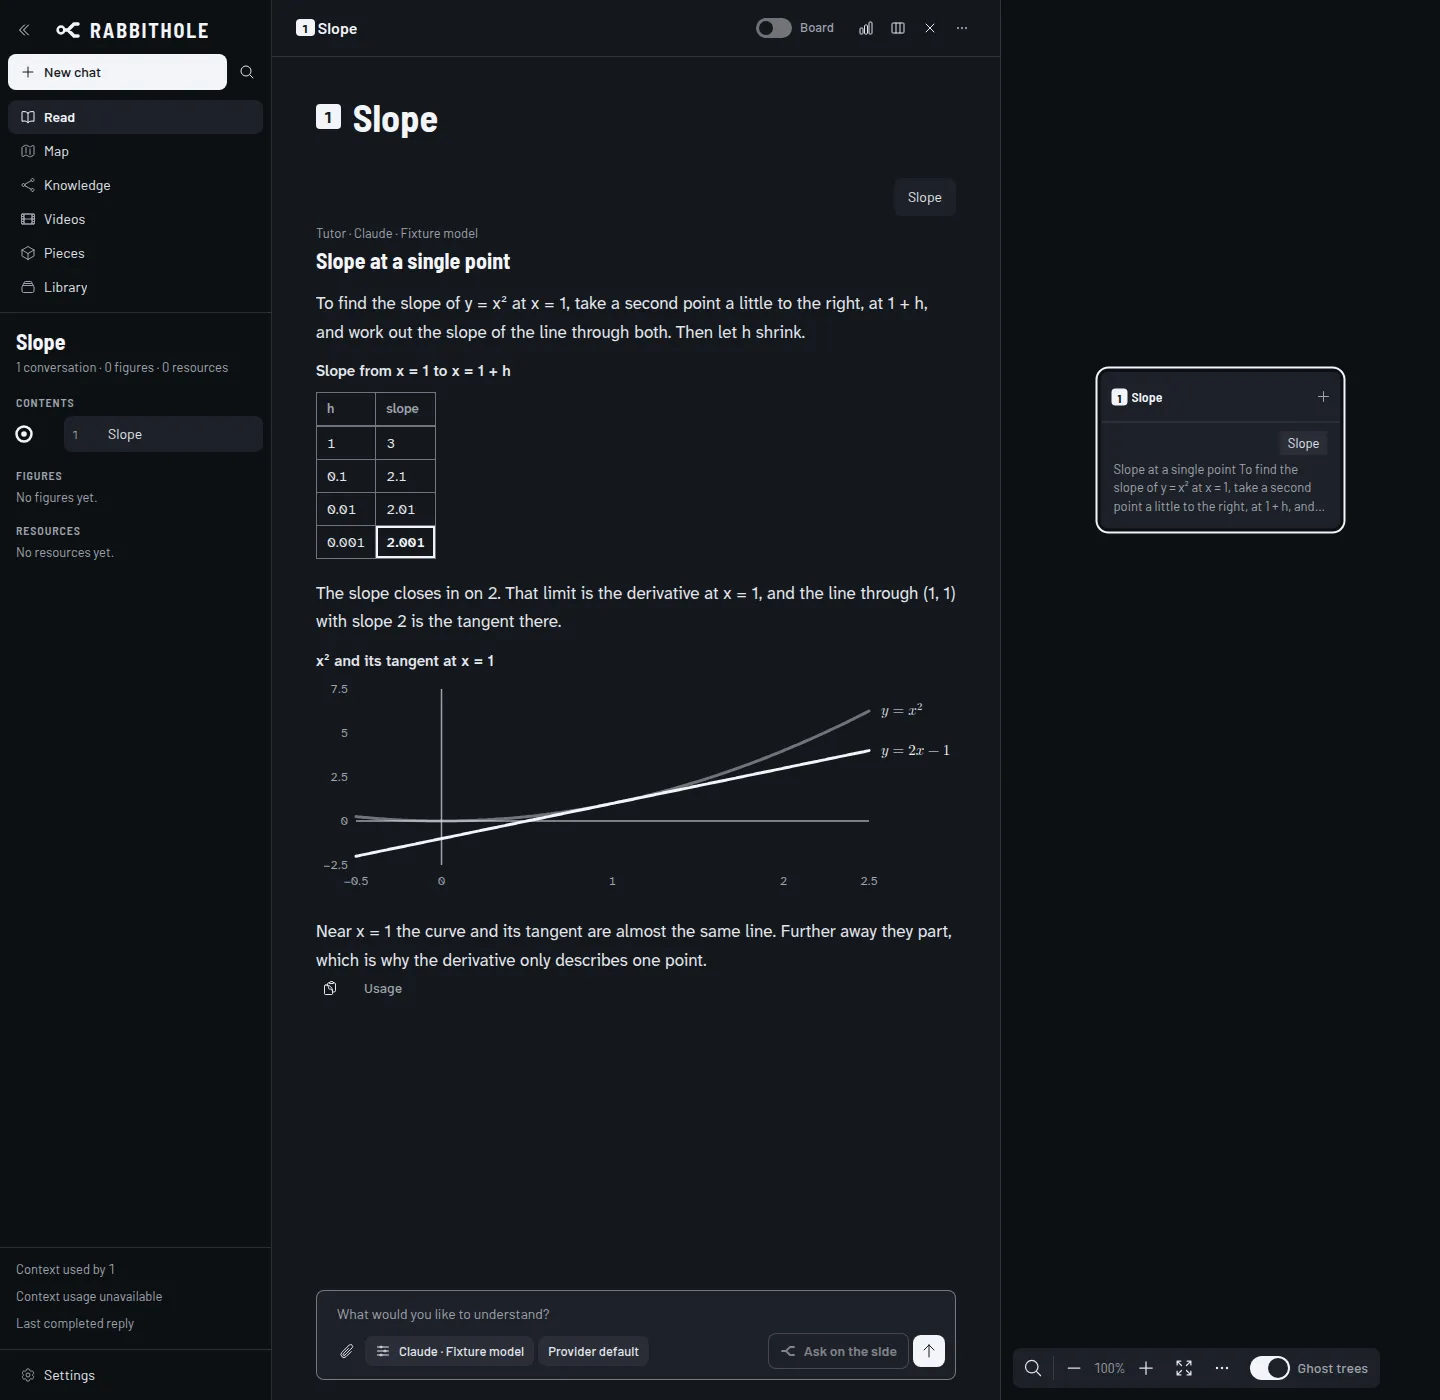 RABBITHOLE
New chat
Read
Map
Knowledge
Videos
Pieces
Library
Slope
1 conversation · 0 figures · 0 resources
CONTENTS
1 Slope
FIGURES
No figures yet.
RESOURCES
No resources yet.
Context used by 1
Context usage unavailable
Last completed reply
Settings
1 Slope
Board
1 Slope
Slope
Tutor · Claude · Fixture model
Slope at a single point
To find the slope of y = x² at x = 1, take a second point a little to the right, at 1 + h,
and work out the slope of the line through both. Then let h shrink.
Slope from x = 1 to x = 1 + h
h slope
1 3
0.1 2.1
0.01 2.01
0.001 2.001
The slope closes in on 2. That limit is the derivative at x = 1, and the line through (1, 1)
with slope 2 is the tangent there.
x² and its tangent at x = 1
7.5
5
2.5
0
−2.5
−0.5 0 1 2 2.5
y = x²
y = 2x − 1
Near x = 1 the curve and its tangent are almost the same line. Further away they part,
which is why the derivative only describes one point.
Usage
What would you like to understand?
Claude · Fixture model
Provider default
Ask on the side
1 Slope
Slope
Slope at a single point To find the
slope of y = x² at x = 1, take a second
point a little to the right, at 1 + h, and...
100%
Ghost trees